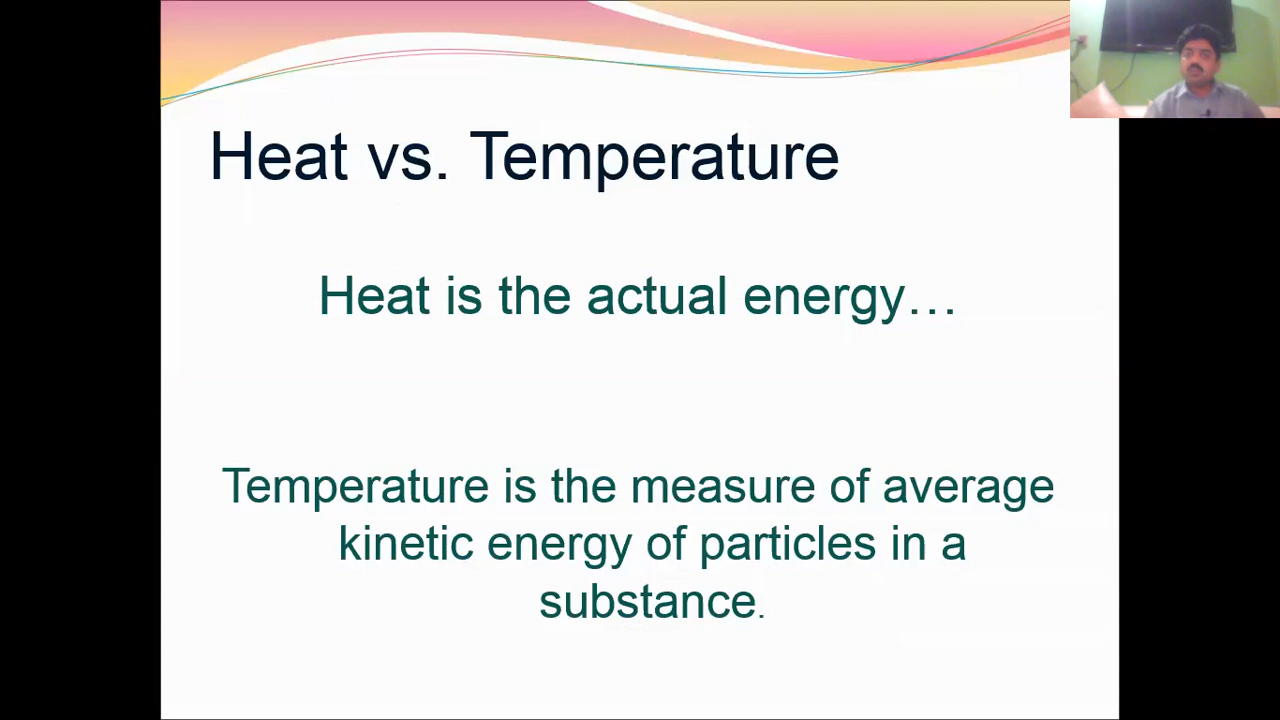 Heat vs. Temperature
Heat is the actual energy…
Temperature is the measure of average
kinetic energy of particles in a
substance.